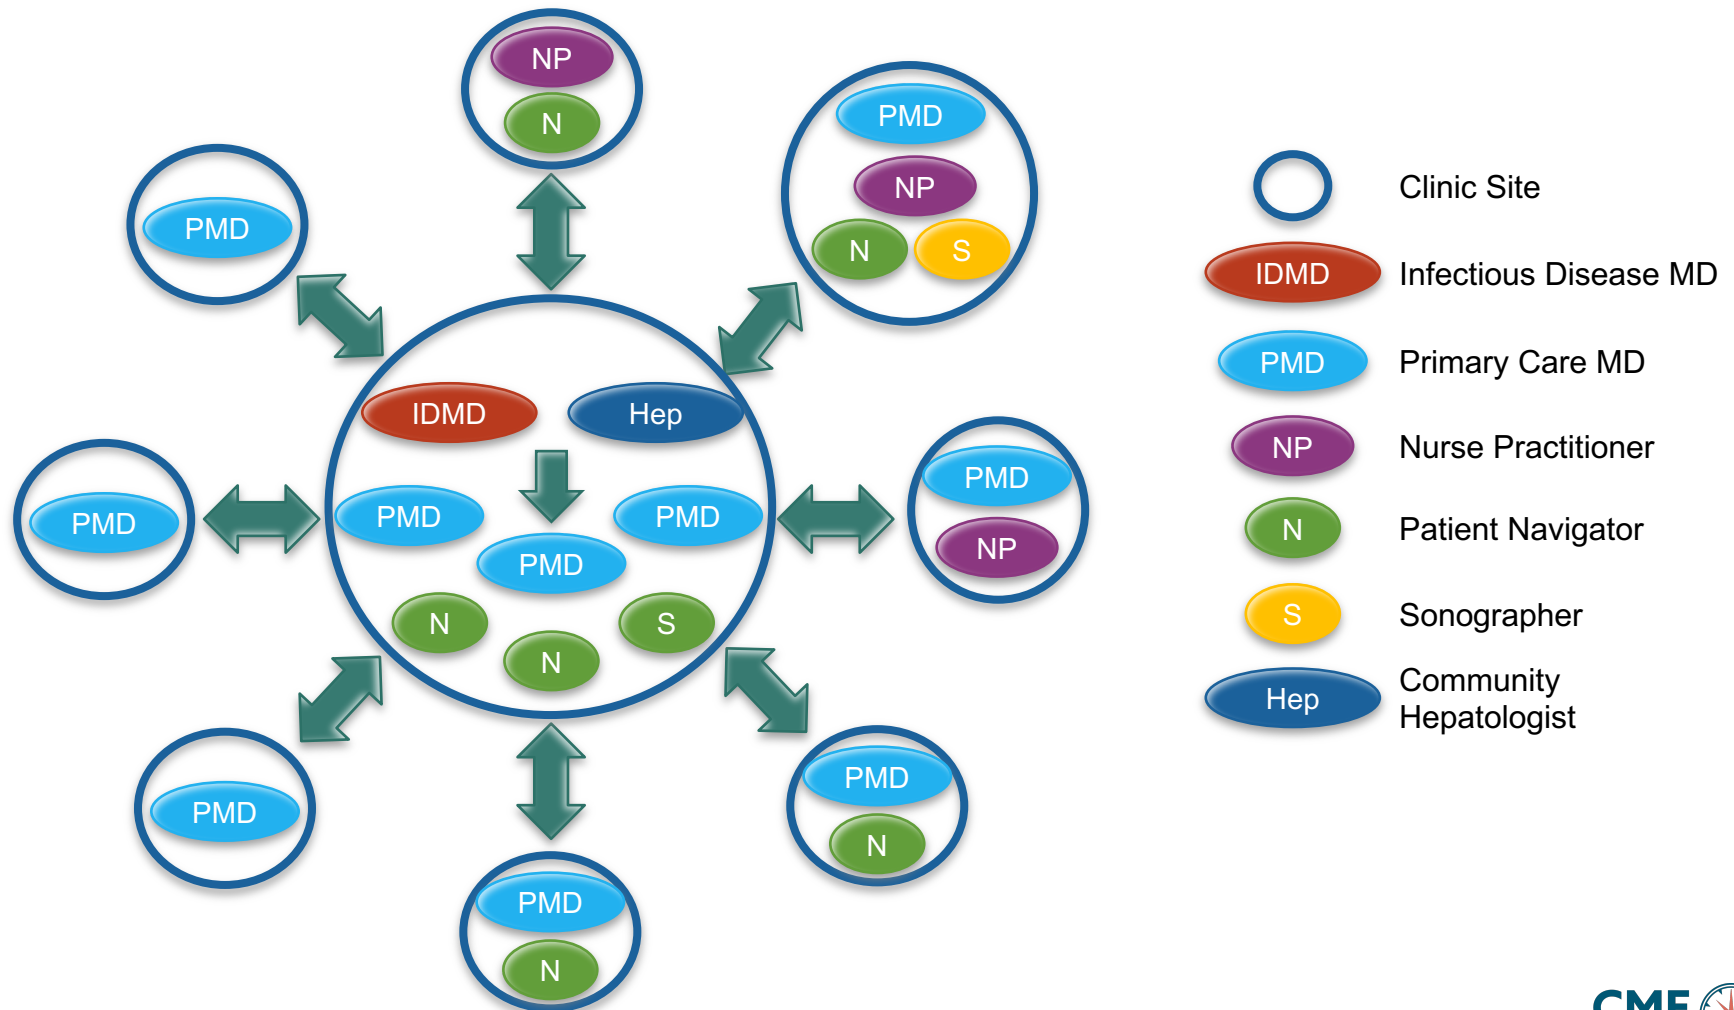 NP
N
PMD
NP
N
S
PMD
IDMD
Hep
PMD
PMD
PMD
N
N
S
PMD
NP
PMD
PMD
PMD
N
PMD
N
Clinic Site
IDMD
Infectious Disease MD
PMD
Primary Care MD
NP
Nurse Practitioner
N
Patient Navigator
S
Sonographer
Hep
Community
Hepatologist
CME